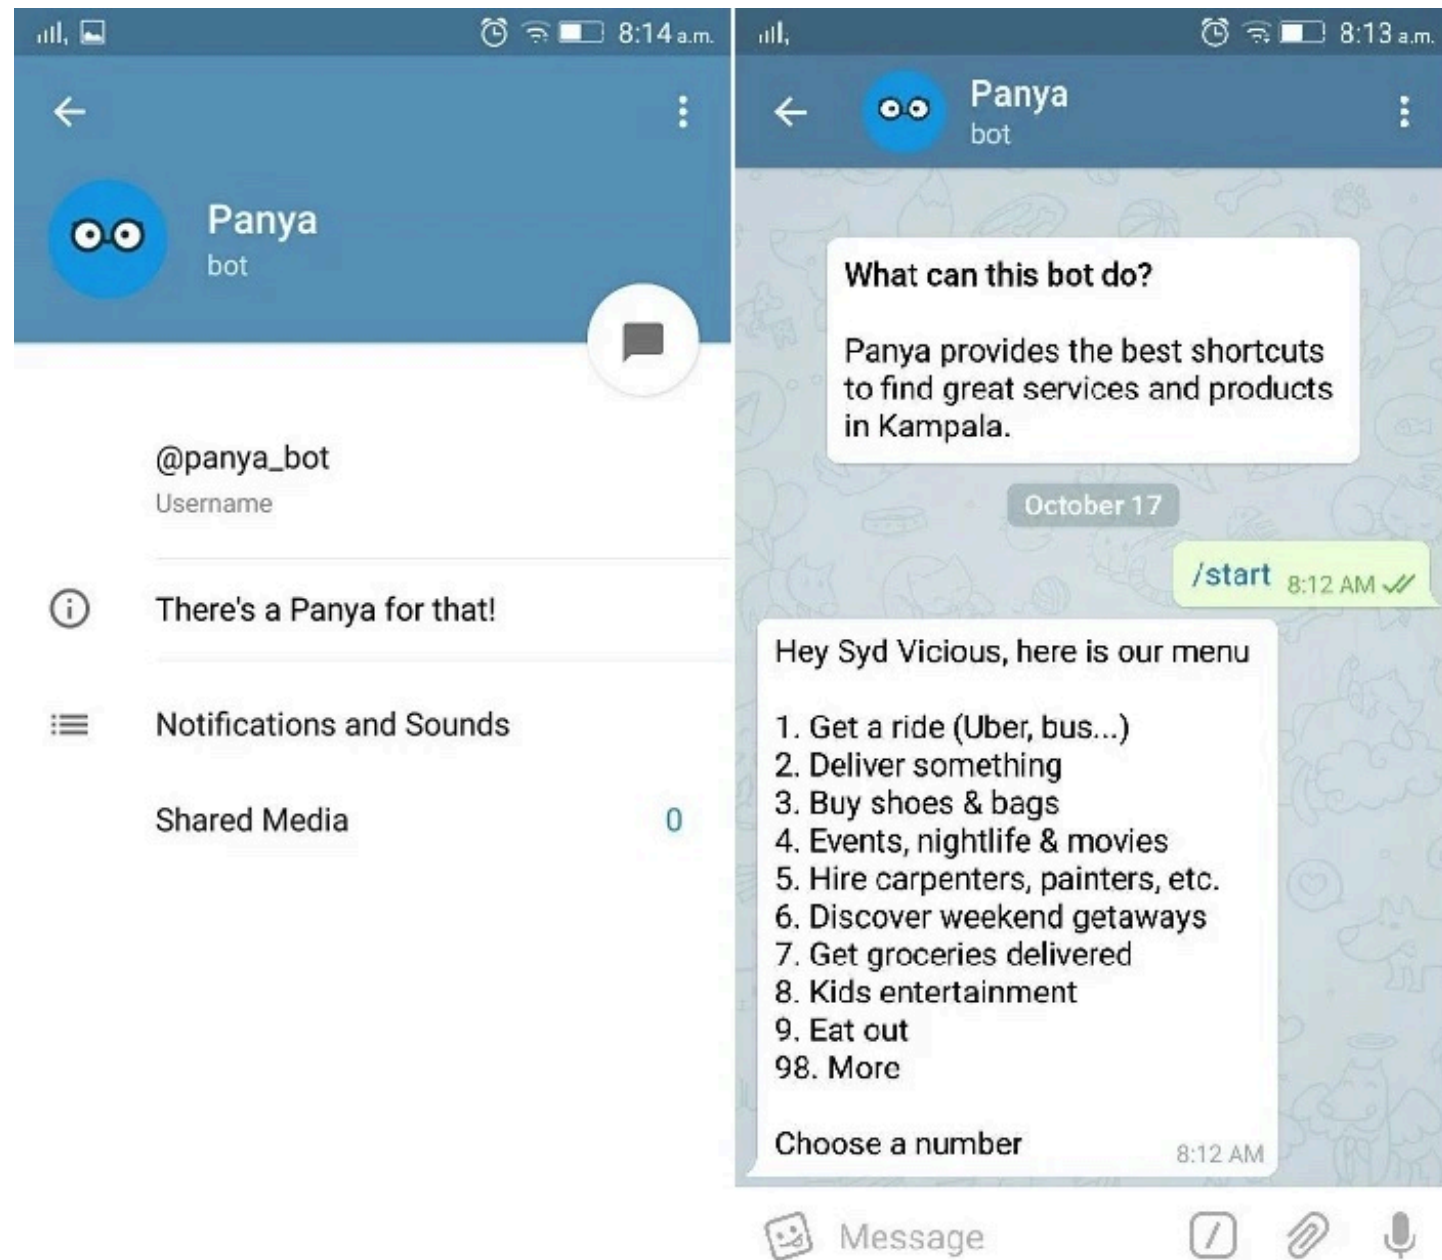 8:14 a.m.
Panya
bot
@panya_bot
Username
There's a Panya for that!
Notifications and Sounds
Shared Media 0
8:13 a.m.
Panya
bot
What can this bot do?
Panya provides the best shortcuts
to find great services and products
in Kampala.
October 17
/start 8:12 AM
Hey Syd Vicious, here is our menu
1. Get a ride (Uber, bus...)
2. Deliver something
3. Buy shoes & bags
4. Events, nightlife & movies
5. Hire carpenters, painters, etc.
6. Discover weekend getaways
7. Get groceries delivered
8. Kids entertainment
9. Eat out
98. More
Choose a number 8:12 AM
Message